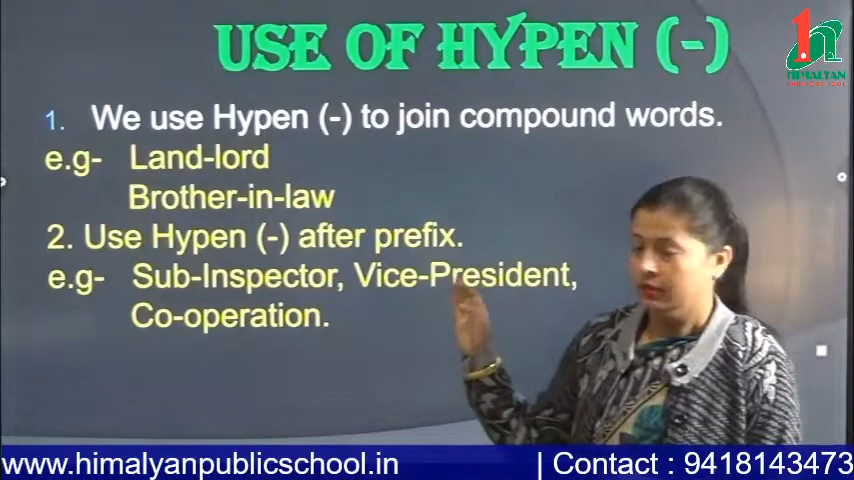 USE OF HYPEN (-)
1. We use Hypen (-) to join compound words.
e.g- Land-lord
Brother-in-law
2. Use Hypen (-) after prefix.
e.g- Sub-Inspector, Vice-President,
Co-operation.
HIMALYAN
www.himalyanpublicschool.in | Contact : 9418143473